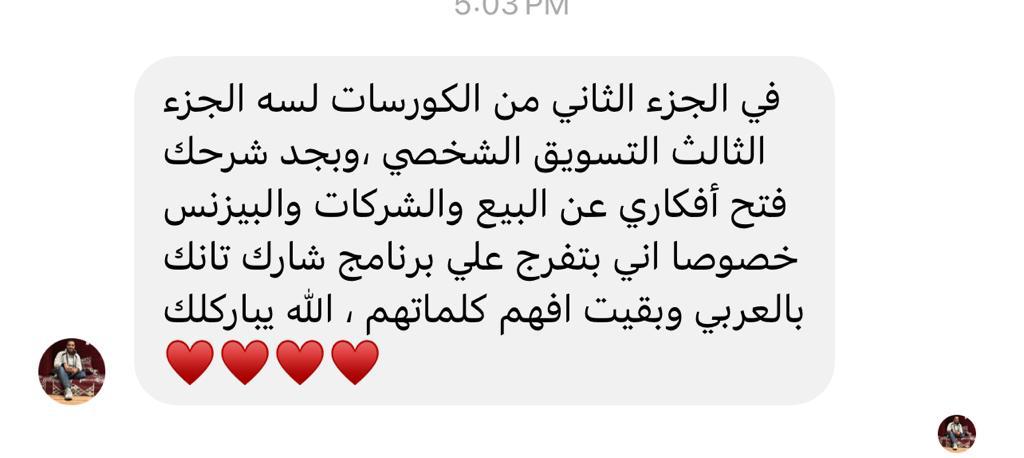 5:03 PM
في الجزء الثاني من الكورسات لسه الجزء
الثالث التسويق الشخصي ،وبجد شرحك
فتح أفكاري عن البيع والشركات والبيزنس
خصوصا اني بتفرج علي برنامج شارك تانك
بالعربي وبقيت افهم كلماتهم ، الله يباركلك
❤️❤️❤️❤️